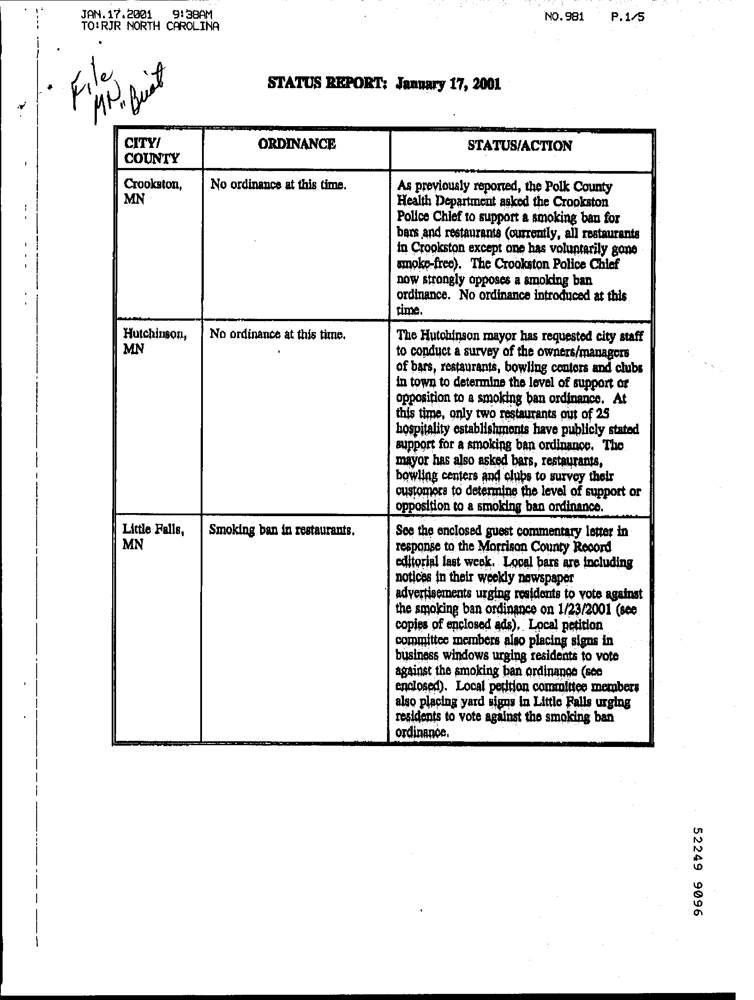 JAN.17.2001 9:38AM
NO.981 P.1/5
TO:RJR NORTH CAROLINA
File
MN
STATUS REPORT: January 17, 2001
CITY/
COUNTY
ORDINANCE
STATUS/ACTION
Crookston,
MN
No ordinance at this time.
As previously reported, the Polk County
Health Department asked the Crookston
Police Chief to support a smoking ban for
bars and restaurants (currently, all restaurants
in Crookston except one has voluntarily gone
smoke-free). The Crookston Police Chief
now strongly opposes a smoking ban
ordinance. No ordinance introduced at this
time.
Hutchinson,
MN
No ordinance at this time.
The Hutchinson mayor has requested city staff
to conduct a survey of the owners/managers
of bars, restaurants, bowling centers and clubs
in town to determine the level of support or
opposition to a smoking ban ordinance. At
this time, only two restaurants out of 25
hospitality establishments have publicly stated
support for a smoking ban ordinance. The
mayor has also asked bars, restaurants,
bowling centers and clubs to survey their
customers to determine the level of support or
opposition to a smoking ban ordinance.
Little Falls,
MN
Smoking ban in restaurants.
See the enclosed guest commentary letter in
response to the Morrison County Record
editorial last week. Local bars are including
notices in their weekly newspaper
advertisements urging residents to vote against
the smoking ban ordinance on 1/23/2001 (see
copies of enclosed ads). Local petition
committee members also placing signs in
business windows urging residents to vote
against the smoking ban ordinance (see
enclosed). Local petition committee members
also placing yard signs in Little Falls urging
residents to vote against the smoking ban
ordinance.
52249 9096